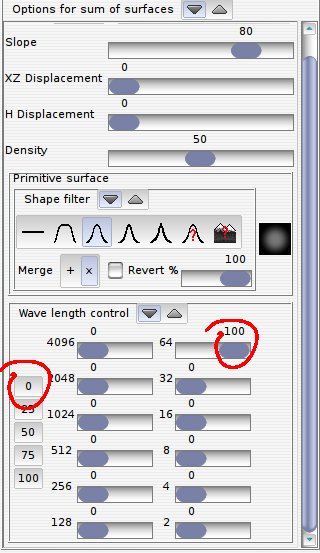 Options for sum of surfaces
80
Slope
0
XZ Displacement
0
H Displacement
50
Density
Primitive surface
Shape filter
? ?
Merge + x Revert % 100
Wave length control
0 100
4096 64
0 0
0 2048 32
25 0 0
1024 16
50 0 0
75 512 8
100 0 0
256 4
0 0
128 2